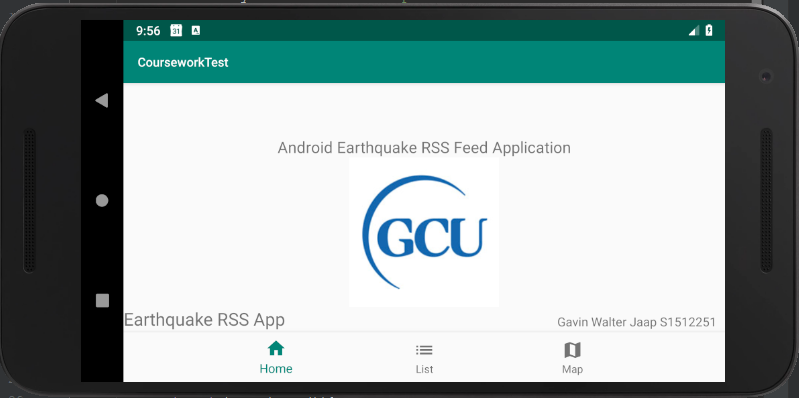 9:56 31 A
CourseworkTest
Android Earthquake RSS Feed Application
GCU
Earthquake RSS App
Gavin Walter Jaap S1512251
Home List Map